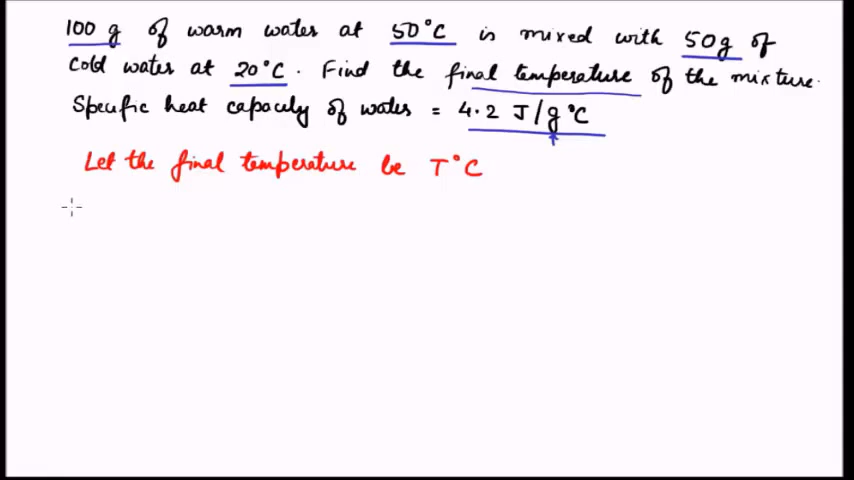 100 g of warm water at 50°C is mixed with 50g of
cold water at 20°C. Find the final temperature of the mixture.
Specific heat capacity of water = 4.2 J/g°C
Let the final temperature be T°C